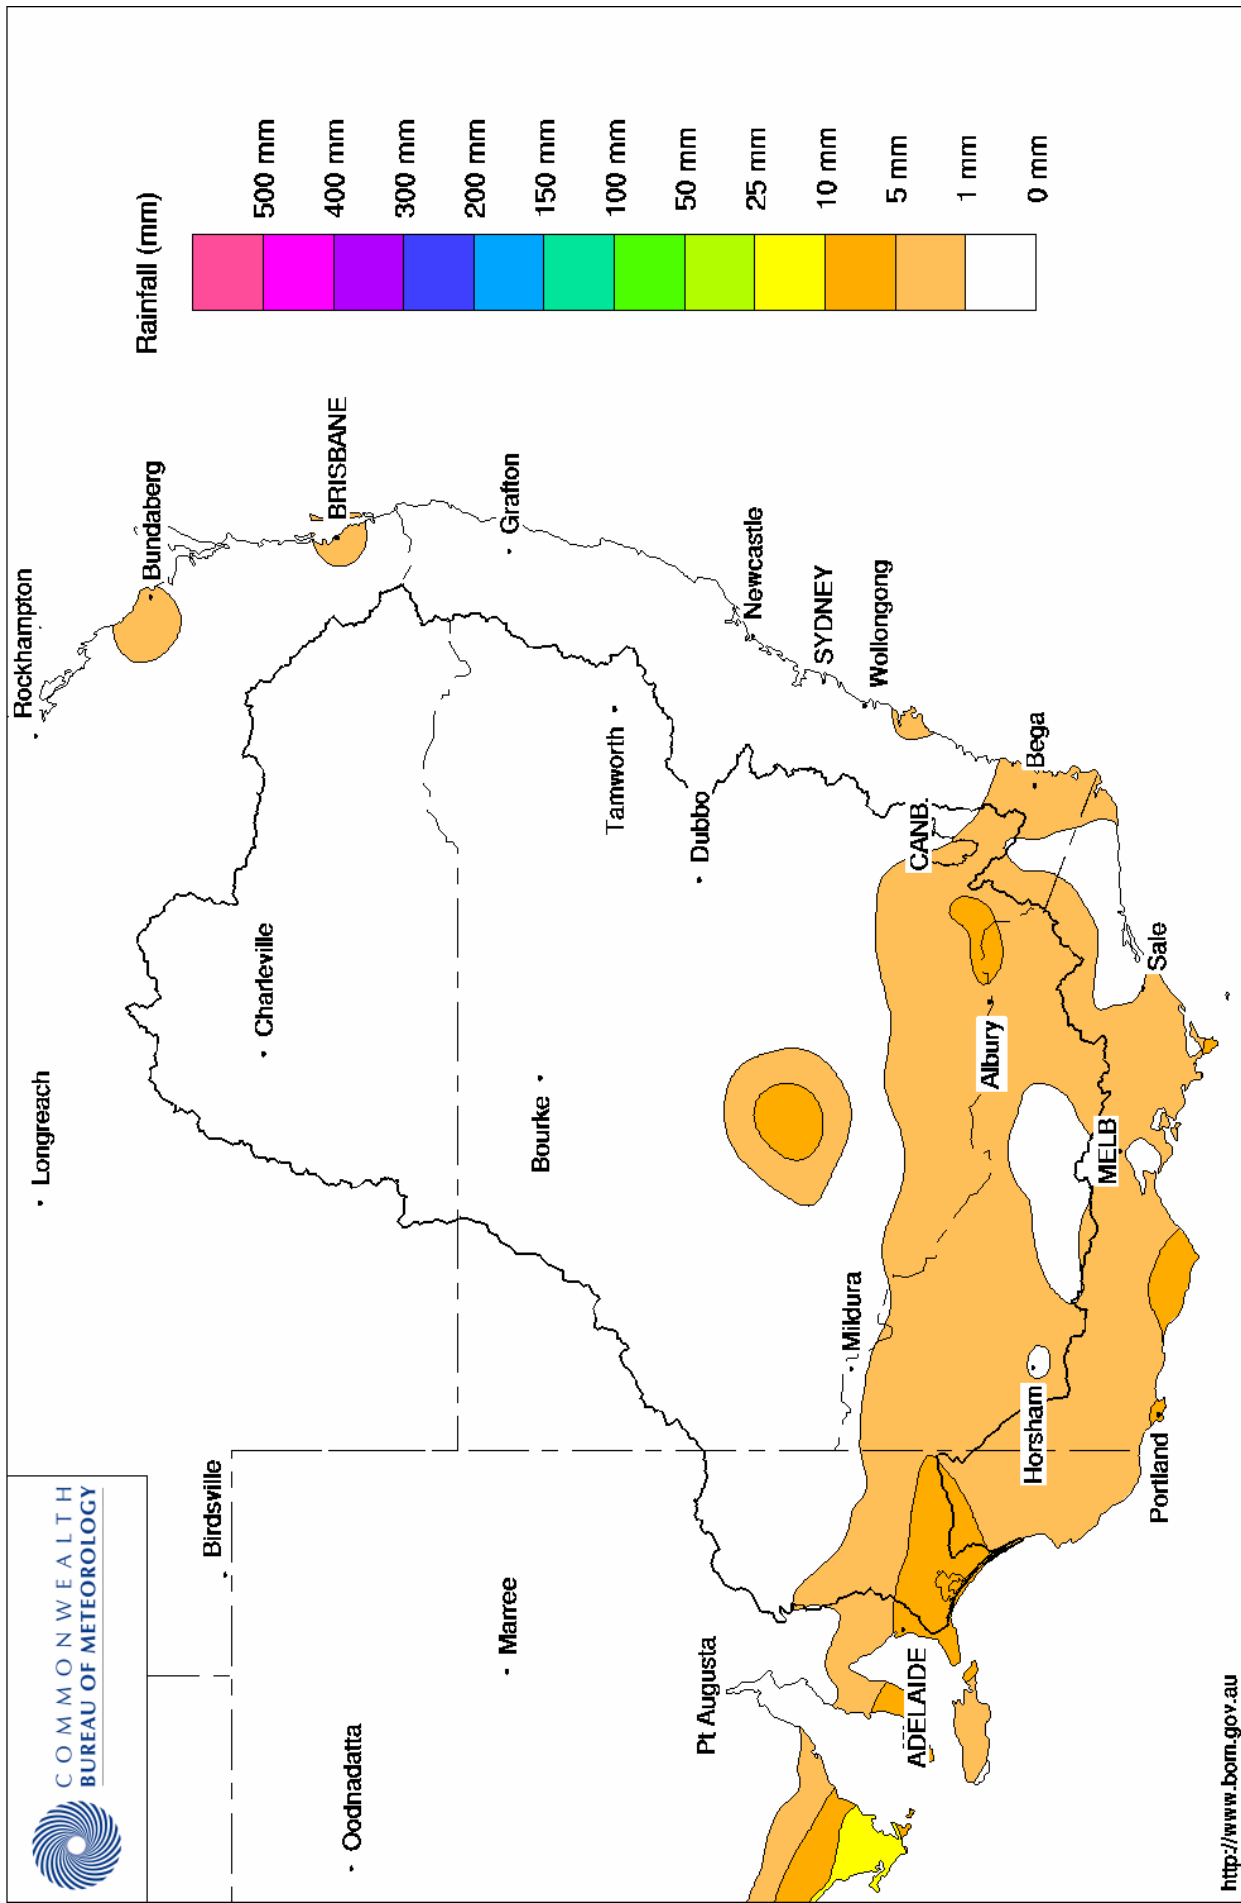 COMMONWEALTH
BUREAU OF METEOROLOGY
Rainfall (mm)
500 mm
400 mm
300 mm
200 mm
150 mm
100 mm
50 mm
25 mm
10 mm
5 mm
1 mm
0 mm
Longreach
Rockhampton
Bundaberg
Birdsville
Charleville
BRISBANE
Oodnadatta
Marree
Bourke
Grafton
Tamworth
Dubbo
Pt Augusta
Newcastle
Mildura
SYDNEY
Wollongong
ADELAIDE
CANB.
Albury
Horsham
Bega
MELB
Portland
Sale
http://www.bom.gov.au